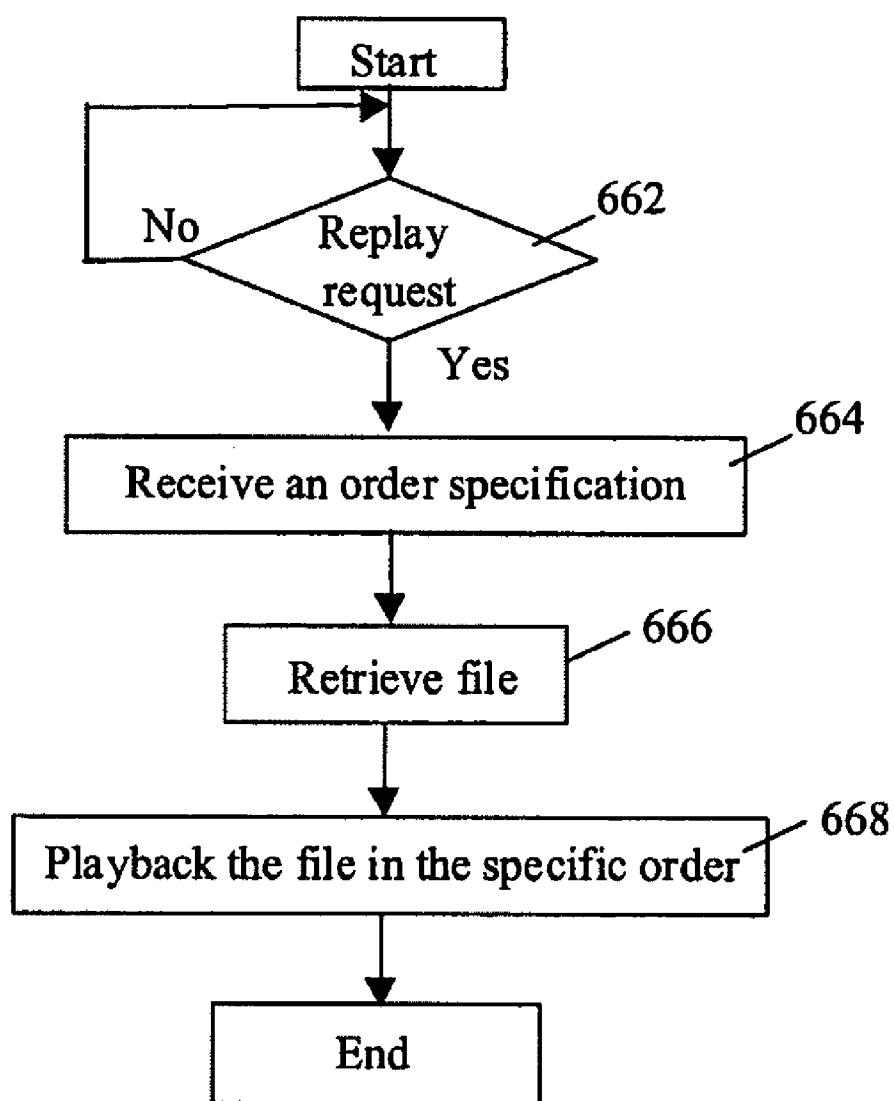 Start
662
No
Replay
request
Yes
664
Receive an order specification
666
Retrieve file
668
Playback the file in the specific order
End